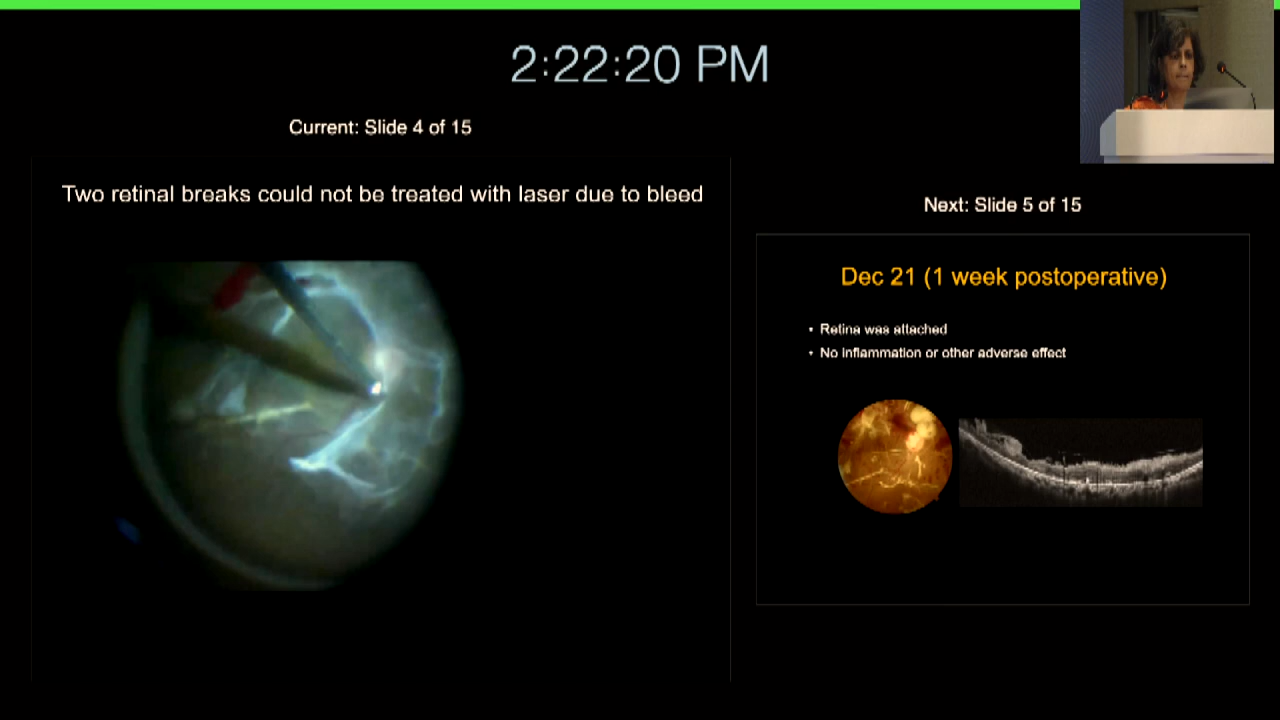 2:22:20 PM
Current: Slide 4 of 15
Two retinal breaks could not be treated with laser due to bleed
Next: Slide 5 of 15
Dec 21 (1 week postoperative)
• Retina was attached
• No inflammation or other adverse effect